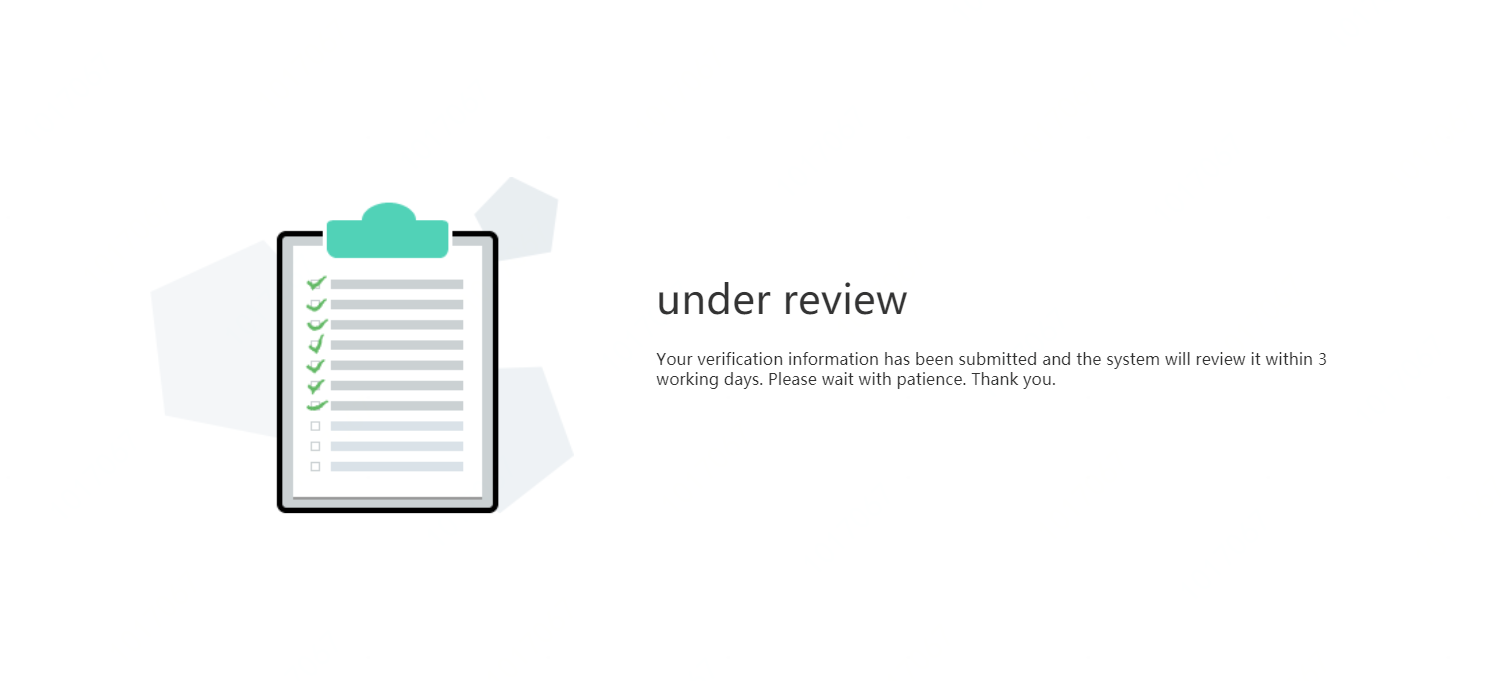 under review
Your verification information has been submitted and the system will review it within 3
working days. Please wait with patience. Thank you.